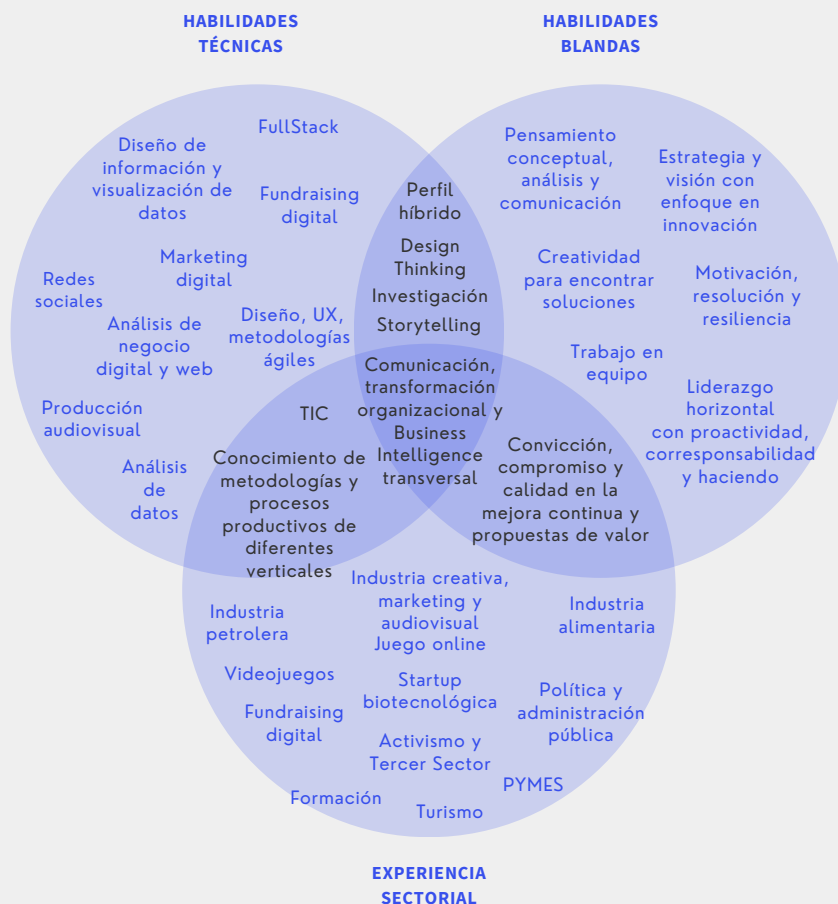 HABILIDADES
TÉCNICAS
HABILIDADES
BLANDAS
FullStack
Diseño de
información y
visualización de
datos
Fundraising
digital
Marketing
digital
Redes
sociales
Análisis de
negocio
digital y web
Diseño, UX,
metodologías
ágiles
Producción
audiovisual
Análisis
de
datos
Perfil
híbrido
Design
Thinking
Investigación
Storytelling
Pensamiento
conceptual,
análisis y
comunicación
Estrategia y
visión con
enfoque en
innovación
Creatividad
para encontrar
soluciones
Motivación,
resolución y
resiliencia
Trabajo en
equipo
Liderazgo
horizontal
con proactividad,
corresponsabilidad
y haciendo
Comunicación,
transformación
organizacional y
Business
Intelligence
transversal
TIC
Conocimiento de
metodologías y
procesos
productivos de
diferentes
verticales
Convicción,
compromiso y
calidad en la
mejora continua y
propuestas de valor
Industria creativa,
marketing y
audiovisual
Juego online
Industria
petrolera
Industria
alimentaria
Videojuegos
Startup
biotecnológica
Fundraising
digital
Política y
administración
pública
Activismo y
Tercer Sector
PYMES
Formación
Turismo
EXPERIENCIA
SECTORIAL